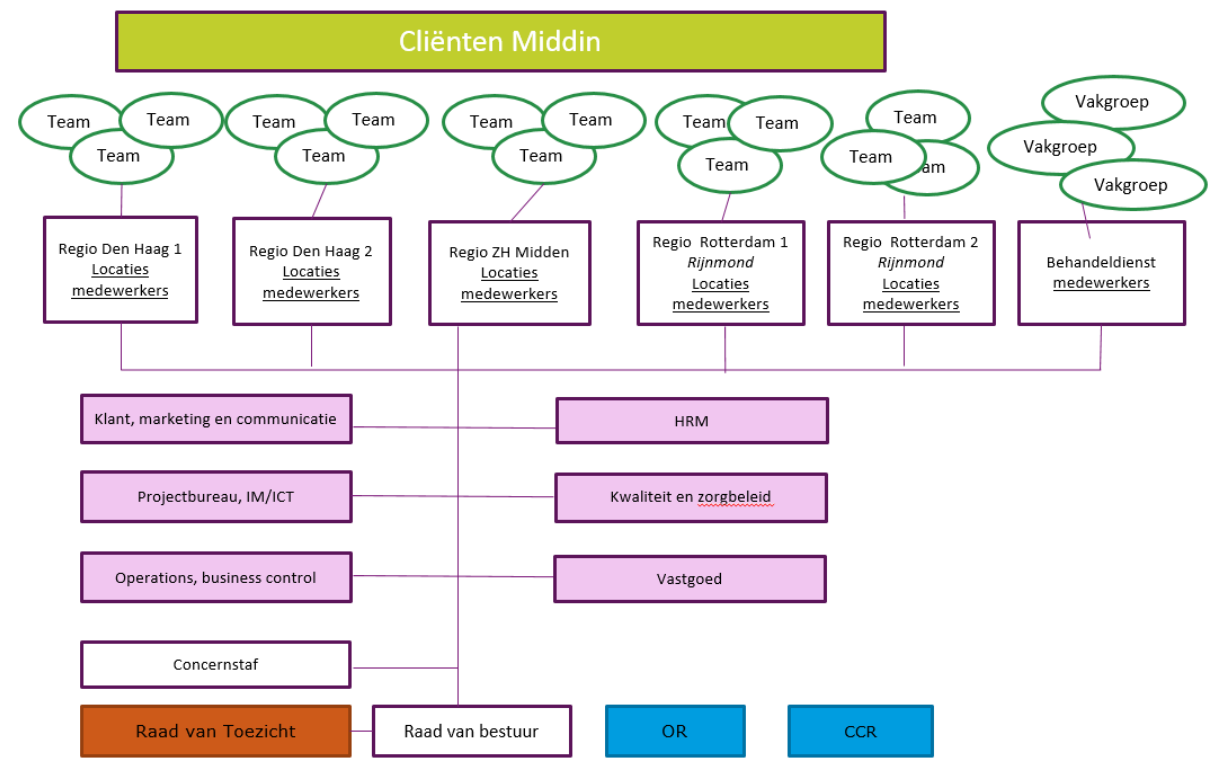 Cliënten Middin
Team
Team
Team
Team
Team
Team
Team
Team
Team
Team
Team
Team
Team
Team
am
Vakgroep
Vakgroep
Vakgroep
Regio Den Haag 1
Locaties
medewerkers
Regio Den Haag 2
Locaties
medewerkers
Regio ZH Midden
Locaties
medewerkers
Regio Rotterdam 1
Rijnmond
Locaties
medewerkers
Regio Rotterdam 2
Rijnmond
Locaties
medewerkers
Behandeldienst
medewerkers
Klant, marketing en communicatie
HRM
Projectbureau, IM/ICT
Kwaliteit en zorgbeleid
Operations, business control
Vastgoed
Concernstaf
Raad van Toezicht
Raad van bestuur
OR
CCR